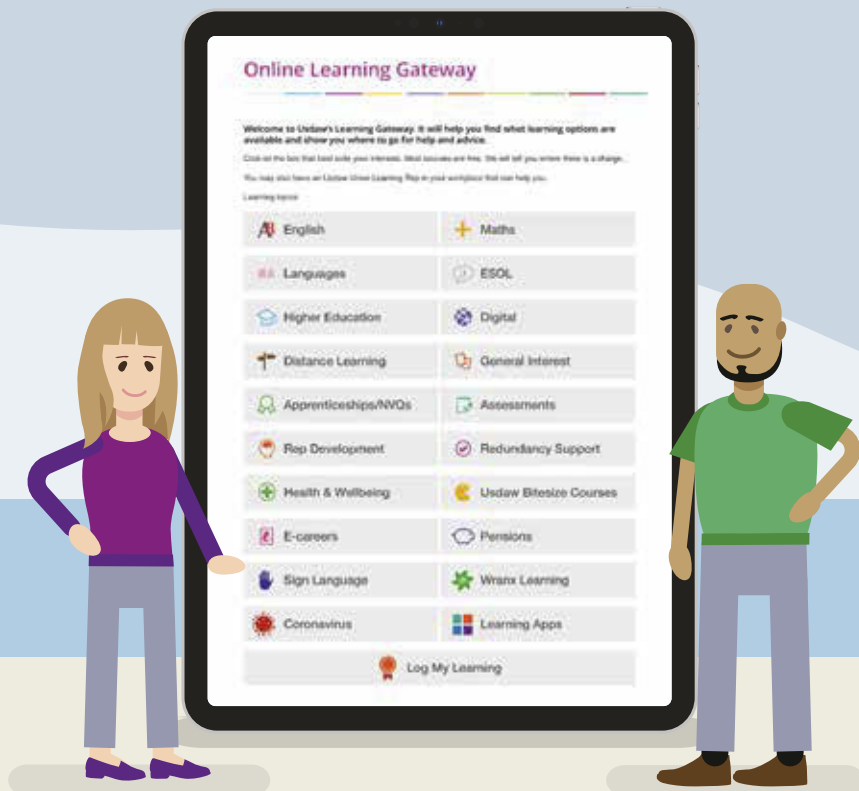 Online Learning Gateway
Welcome to Usdaw's Learning Gateway. It will help you find what learning options are
available and show you where to go for help and advice.
Click on the box that best suits your interests. Most courses are free. We will tell you where there is a charge.
You may also have an Usdaw Union Learning Rep in your workplace that can help you.
Learning topics
English
Maths
Languages
ESOL
Higher Education
Digital
Distance Learning
General Interest
Apprenticeships/NVQs
Assessments
Rep Development
Redundancy Support
Health & Wellbeing
Usdaw Bitesize Courses
E-careers
Pensions
Sign Language
Wranx Learning
Coronavirus
Learning Apps
Log My Learning